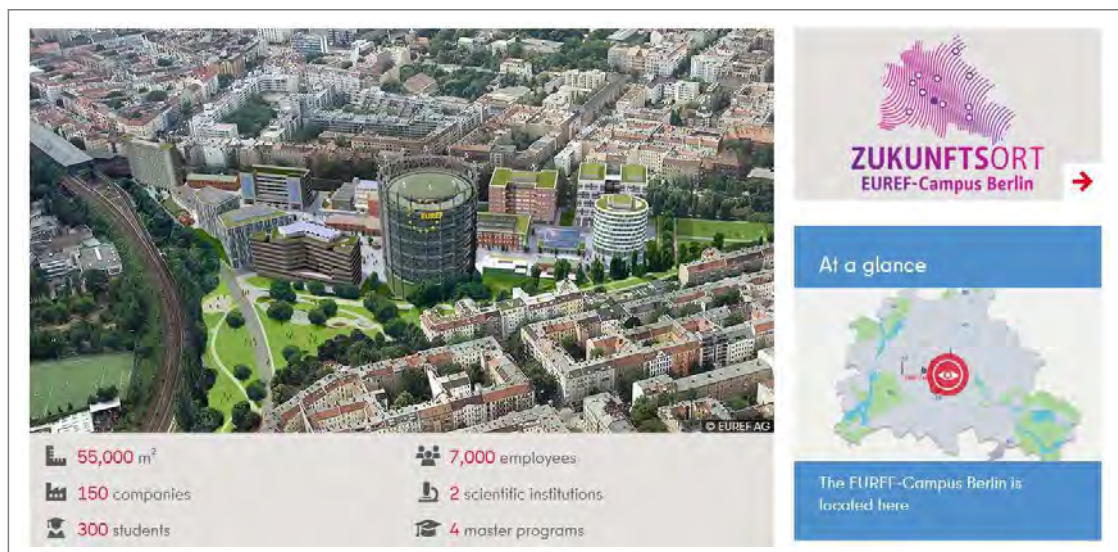 EUREF
© EUREF AG
55,000 m²
7,000 employees
150 companies
2 scientific institutions
300 students
4 master programs
ZUKUNFTSORT
EUREF-Campus Berlin
At a glance
The EUREF-Campus Berlin is
located here